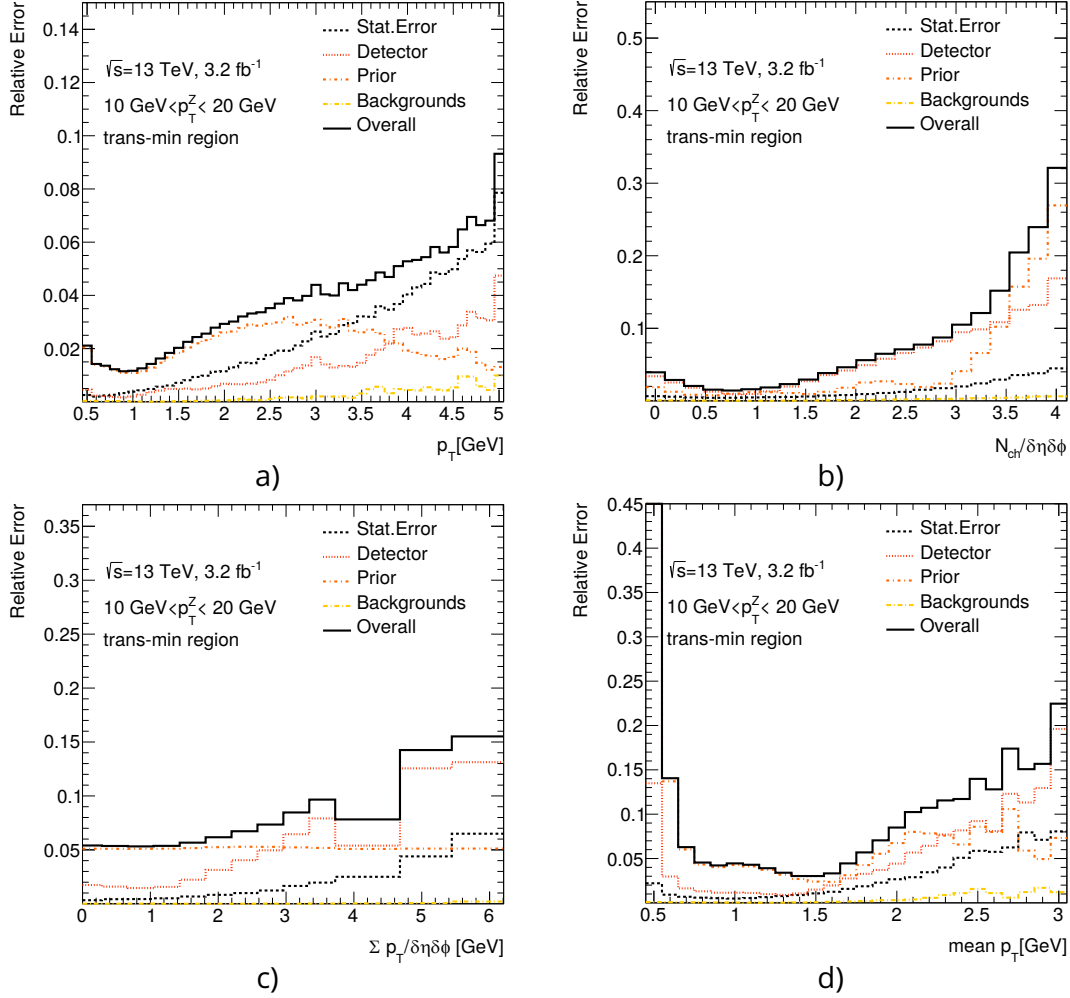 Relative Error
0.14
0.12
0.1
0.08
0.06
0.04
0.02
√s=13 TeV, 3.2 fb⁻¹
10 GeV<p_T^Z< 20 GeV
trans-min region
Stat.Error
Detector
Prior
Backgrounds
Overall
0.5 1 1.5 2 2.5 3 3.5 4 4.5 5
p_T[GeV]
a)
Relative Error
0.5
0.4
0.3
0.2
0.1
√s=13 TeV, 3.2 fb⁻¹
10 GeV<p_T^Z< 20 GeV
trans-min region
Stat.Error
Detector
Prior
Backgrounds
Overall
0 0.5 1 1.5 2 2.5 3 3.5 4
N_ch/δηδϕ
b)
Relative Error
0.35
0.3
0.25
0.2
0.15
0.1
0.05
√s=13 TeV, 3.2 fb⁻¹
10 GeV<p_T^Z< 20 GeV
trans-min region
Stat.Error
Detector
Prior
Backgrounds
Overall
0 1 2 3 4 5 6
Σ p_T/δηδϕ [GeV]
c)
Relative Error
0.45
0.4
0.35
0.3
0.25
0.2
0.15
0.1
0.05
√s=13 TeV, 3.2 fb⁻¹
10 GeV<p_T^Z< 20 GeV
trans-min region
Stat.Error
Detector
Prior
Backgrounds
Overall
0.5 1 1.5 2 2.5 3
mean p_T[GeV]
d)